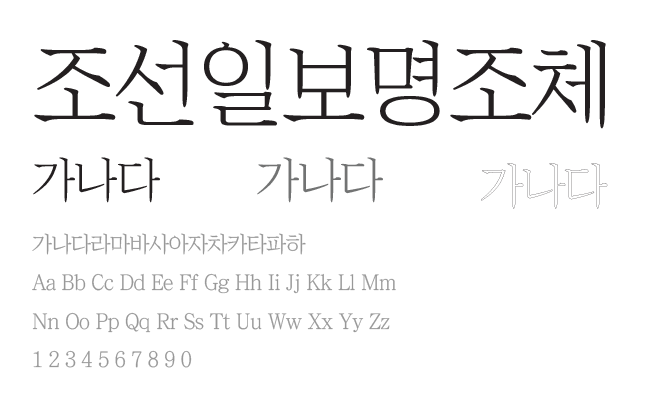 조선일보명조체
가나다 가나다 가나다
가나다라마바사아자차카타파하
Aa Bb Cc Dd Ee Ff Gg Hh Ii Jj Kk Ll Mm
Nn Oo Pp Qq Rr Ss Tt Uu Ww Xx Yy Zz
1 2 3 4 5 6 7 8 9 0